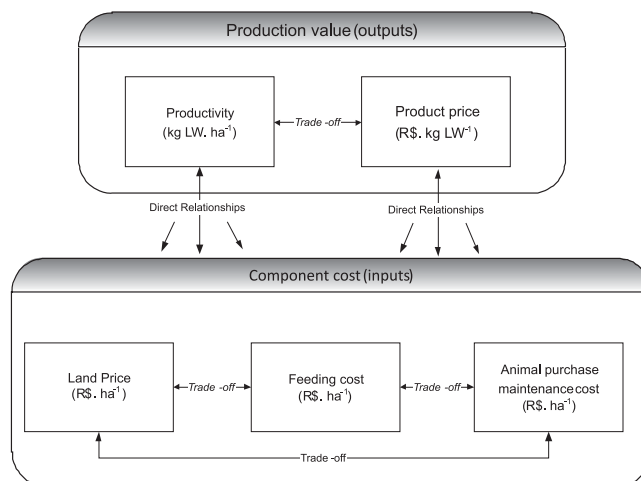 Production value (outputs)
Productivity
(kg LW. ha⁻¹)
Trade -off
Product price
(R$. kg LW⁻¹)
Direct Relationships
Direct Relationships
Component cost (inputs)
Land Price
(R$. ha⁻¹)
Trade -off
Feeding cost
(R$. ha⁻¹)
Trade -off
Animal purchase
maintenance cost
(R$. ha⁻¹)
Trade-off